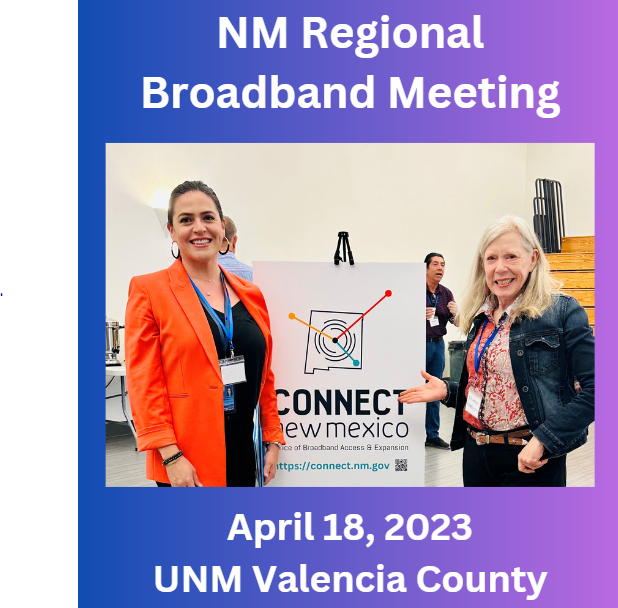 NM Regional
Broadband Meeting
CONNECT
new mexico
ice of Broadband Access & Expansion
https://connect.nm.gov
April 18, 2023
UNM Valencia County